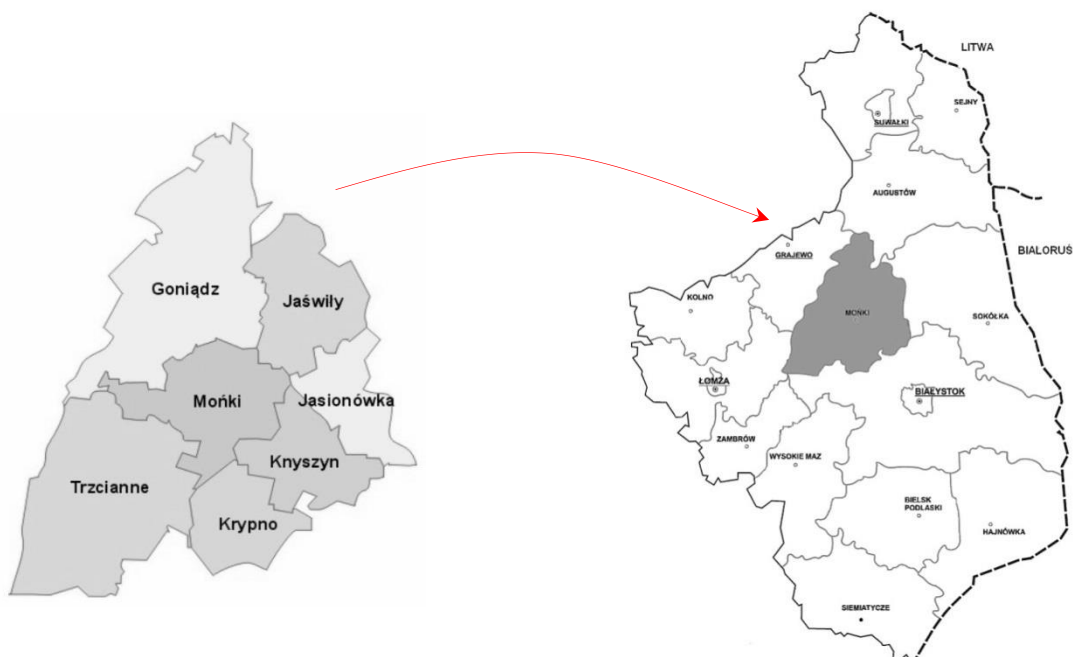 Goniądz
Jaświły
Mońki
Jasionówka
Trzcianne
Knyszyn
Krypno
LITWA
SEJNY
SUWAŁKI
AUGUSTÓW
BIALORUŚ
GRAJEWO
KOLNO
MOŃKI
SOKÓŁKA
ŁOMŻA
BIAŁYSTOK
ZAMBRÓW
WYSOKIE MAZ
BIELSK
PODLASKI
HAJNÓWKA
SIEMIATYCZE